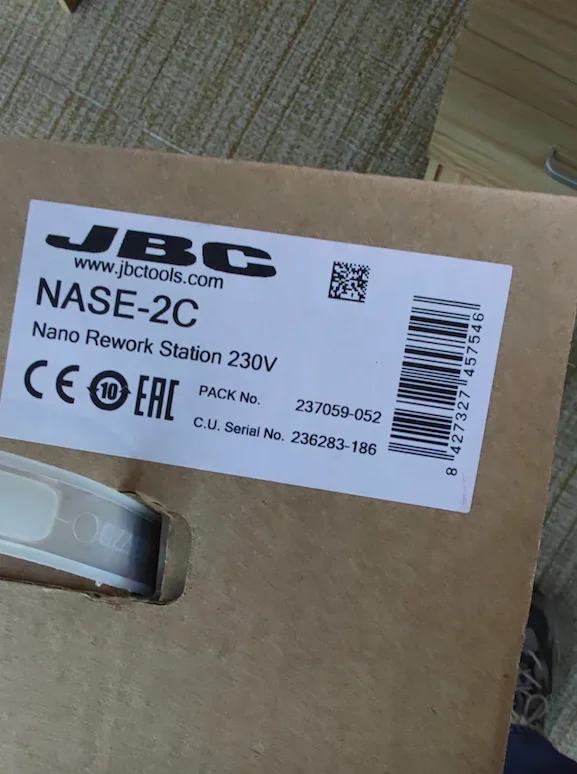 JBC
www.jbctools.com
NASE-2C
Nano Rework Station 230V
CE 10 EAC
PACK No. 237059-052
C.U. Serial No. 236283-186
8 427327 457546